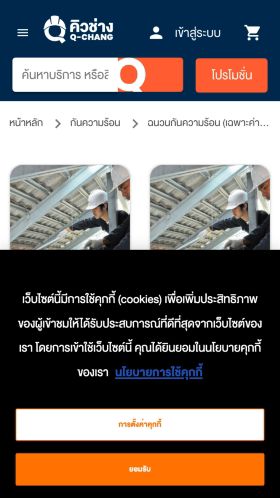 คิวช่าง
Q-CHANG
เข้าสู่ระบบ
ค้นหาบริการ หรือสิ
โปรโมชั่น
หน้าหลัก > กันความร้อน > ฉนวนกันความร้อน (เฉพาะค่า...
เว็บไซต์นี้มีการใช้คุกกี้ (cookies) เพื่อเพิ่มประสิทธิภาพ
ของผู้เข้าชมให้ได้รับประสบการณ์ที่ดีที่สุดจากเว็บไซต์ของ
เรา โดยการเข้าใช้เว็บไซต์นี้ คุณได้ยินยอมในนโยบายคุกกี้
ของเรา นโยบายการใช้คุกกี้
การตั้งค่าคุกกี้
ยอมรับ